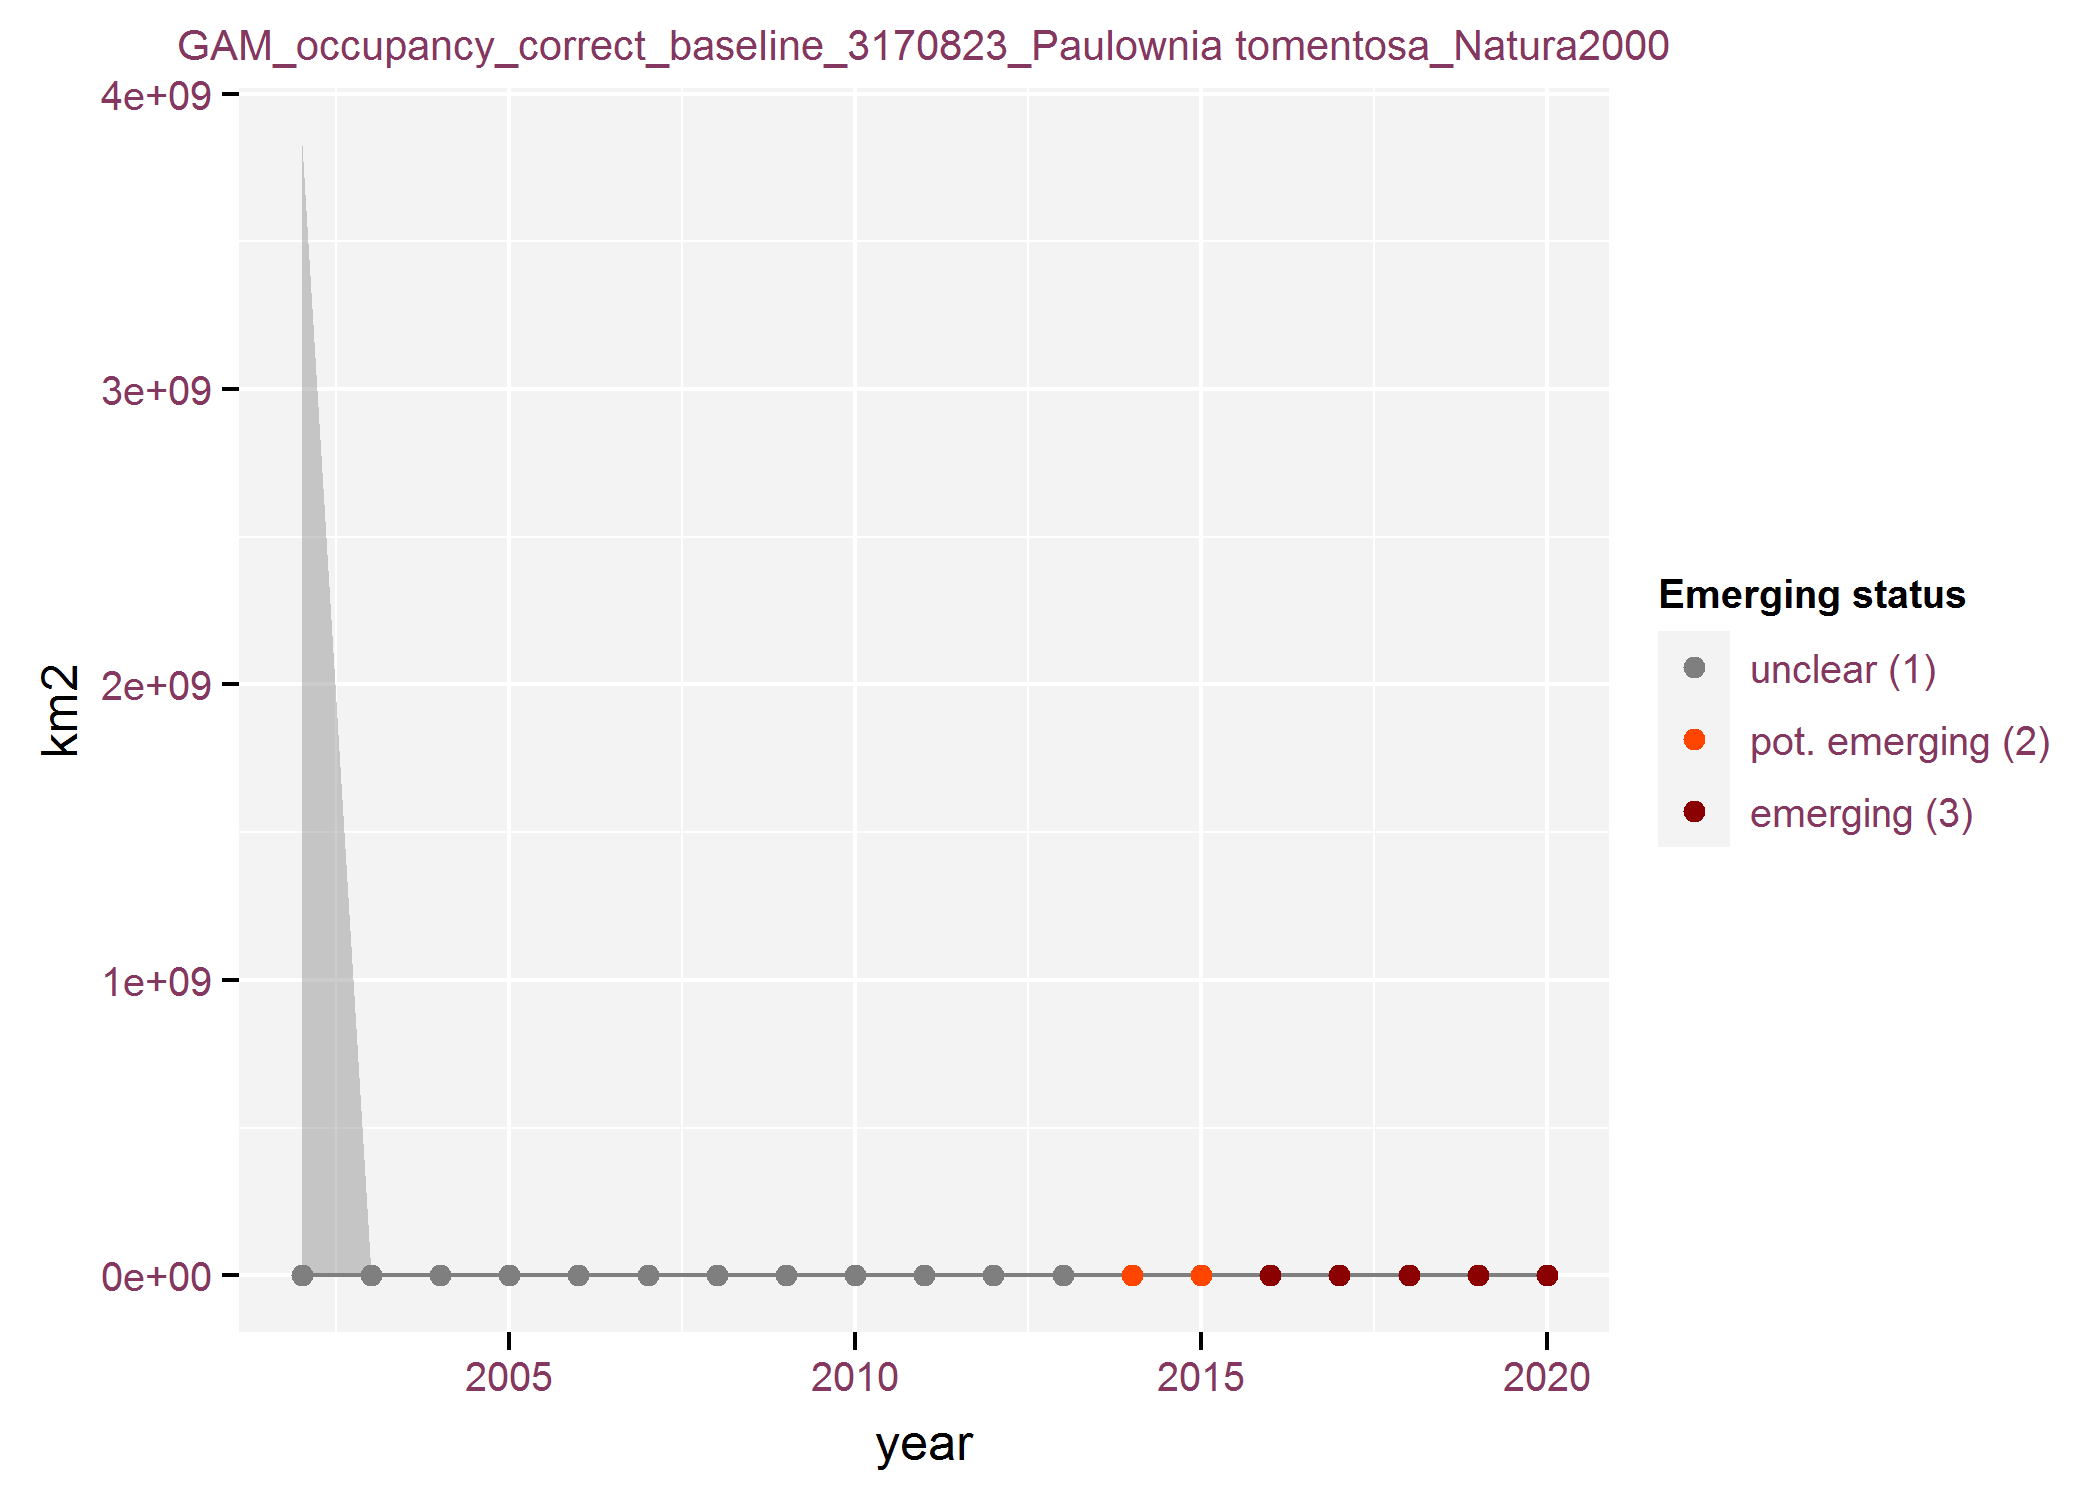 GAM_occupancy_correct_baseline_3170823_Paulownia tomentosa_Natura2000
4e+09
3e+09
2e+09
1e+09
0e+00
km2
2005 2010 2015 2020
year
Emerging status
unclear (1)
pot. emerging (2)
emerging (3)